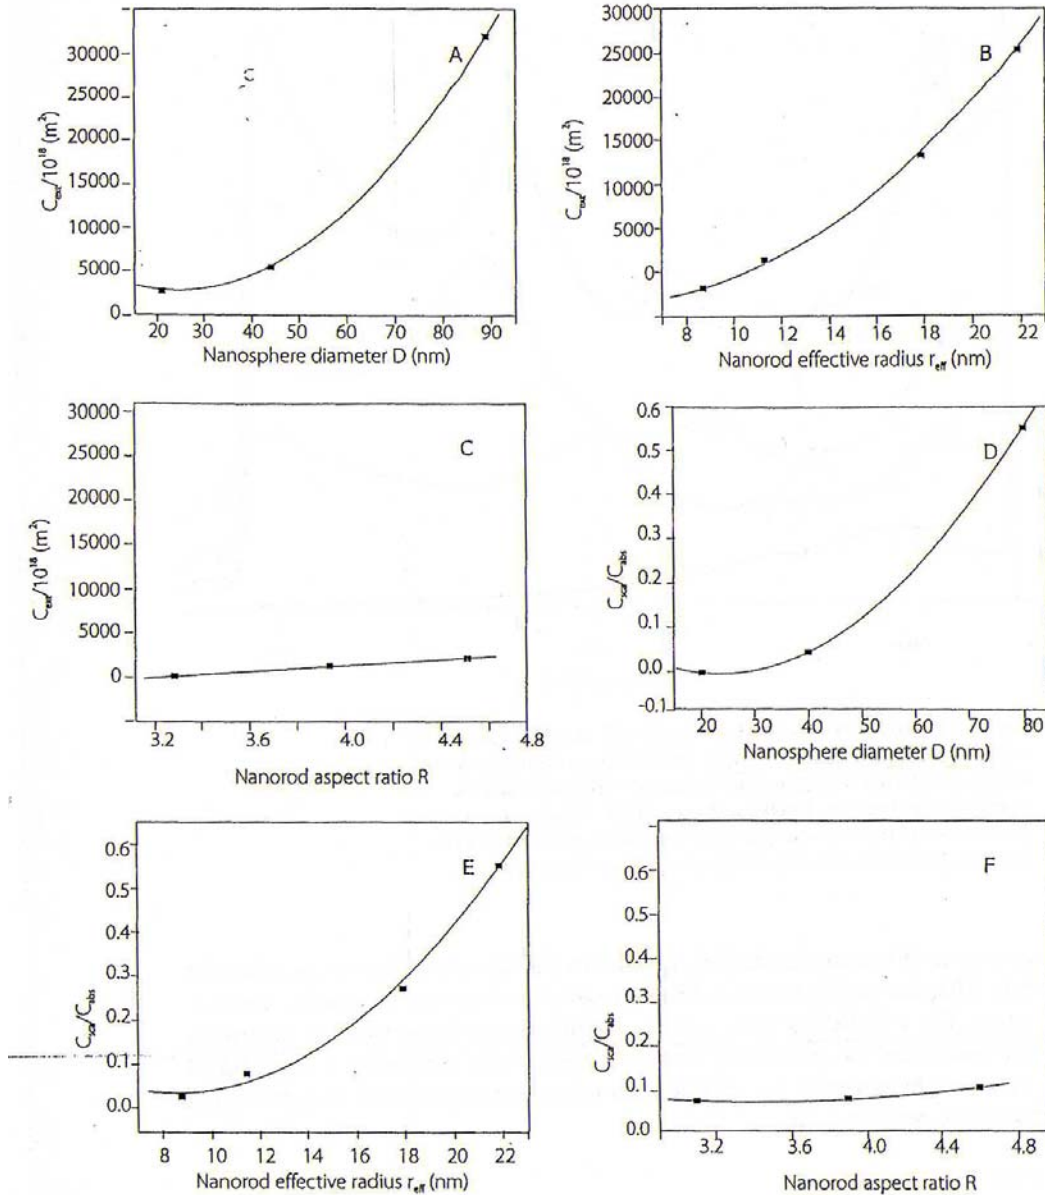 30000
25000
20000
15000
10000
5000
0
C_ext/10^18 (m²)
A
C
20 30 40 50 60 70 80 90
Nanosphere diameter D (nm)
30000
25000
20000
15000
10000
5000
0
C_ext/10^18 (m²)
B
8 10 12 14 16 18 20 22
Nanorod effective radius r_eff (nm)
30000
25000
20000
15000
10000
5000
0
C_ext/10^18 (m²)
C
3.2 3.6 4.0 4.4 4.8
Nanorod aspect ratio R
0.6
0.5
0.4
0.3
0.2
0.1
0.0
-0.1
C_sca/C_abs
D
20 30 40 50 60 70 80
Nanosphere diameter D (nm)
0.6
0.5
0.4
0.3
0.2
0.1
0.0
C_sca/C_abs
E
8 10 12 14 16 18 20 22
Nanorod effective radius r_eff (nm)
0.6
0.5
0.4
0.3
0.2
0.1
0.0
C_sca/C_abs
F
3.2 3.6 4.0 4.4 4.8
Nanorod aspect ratio R